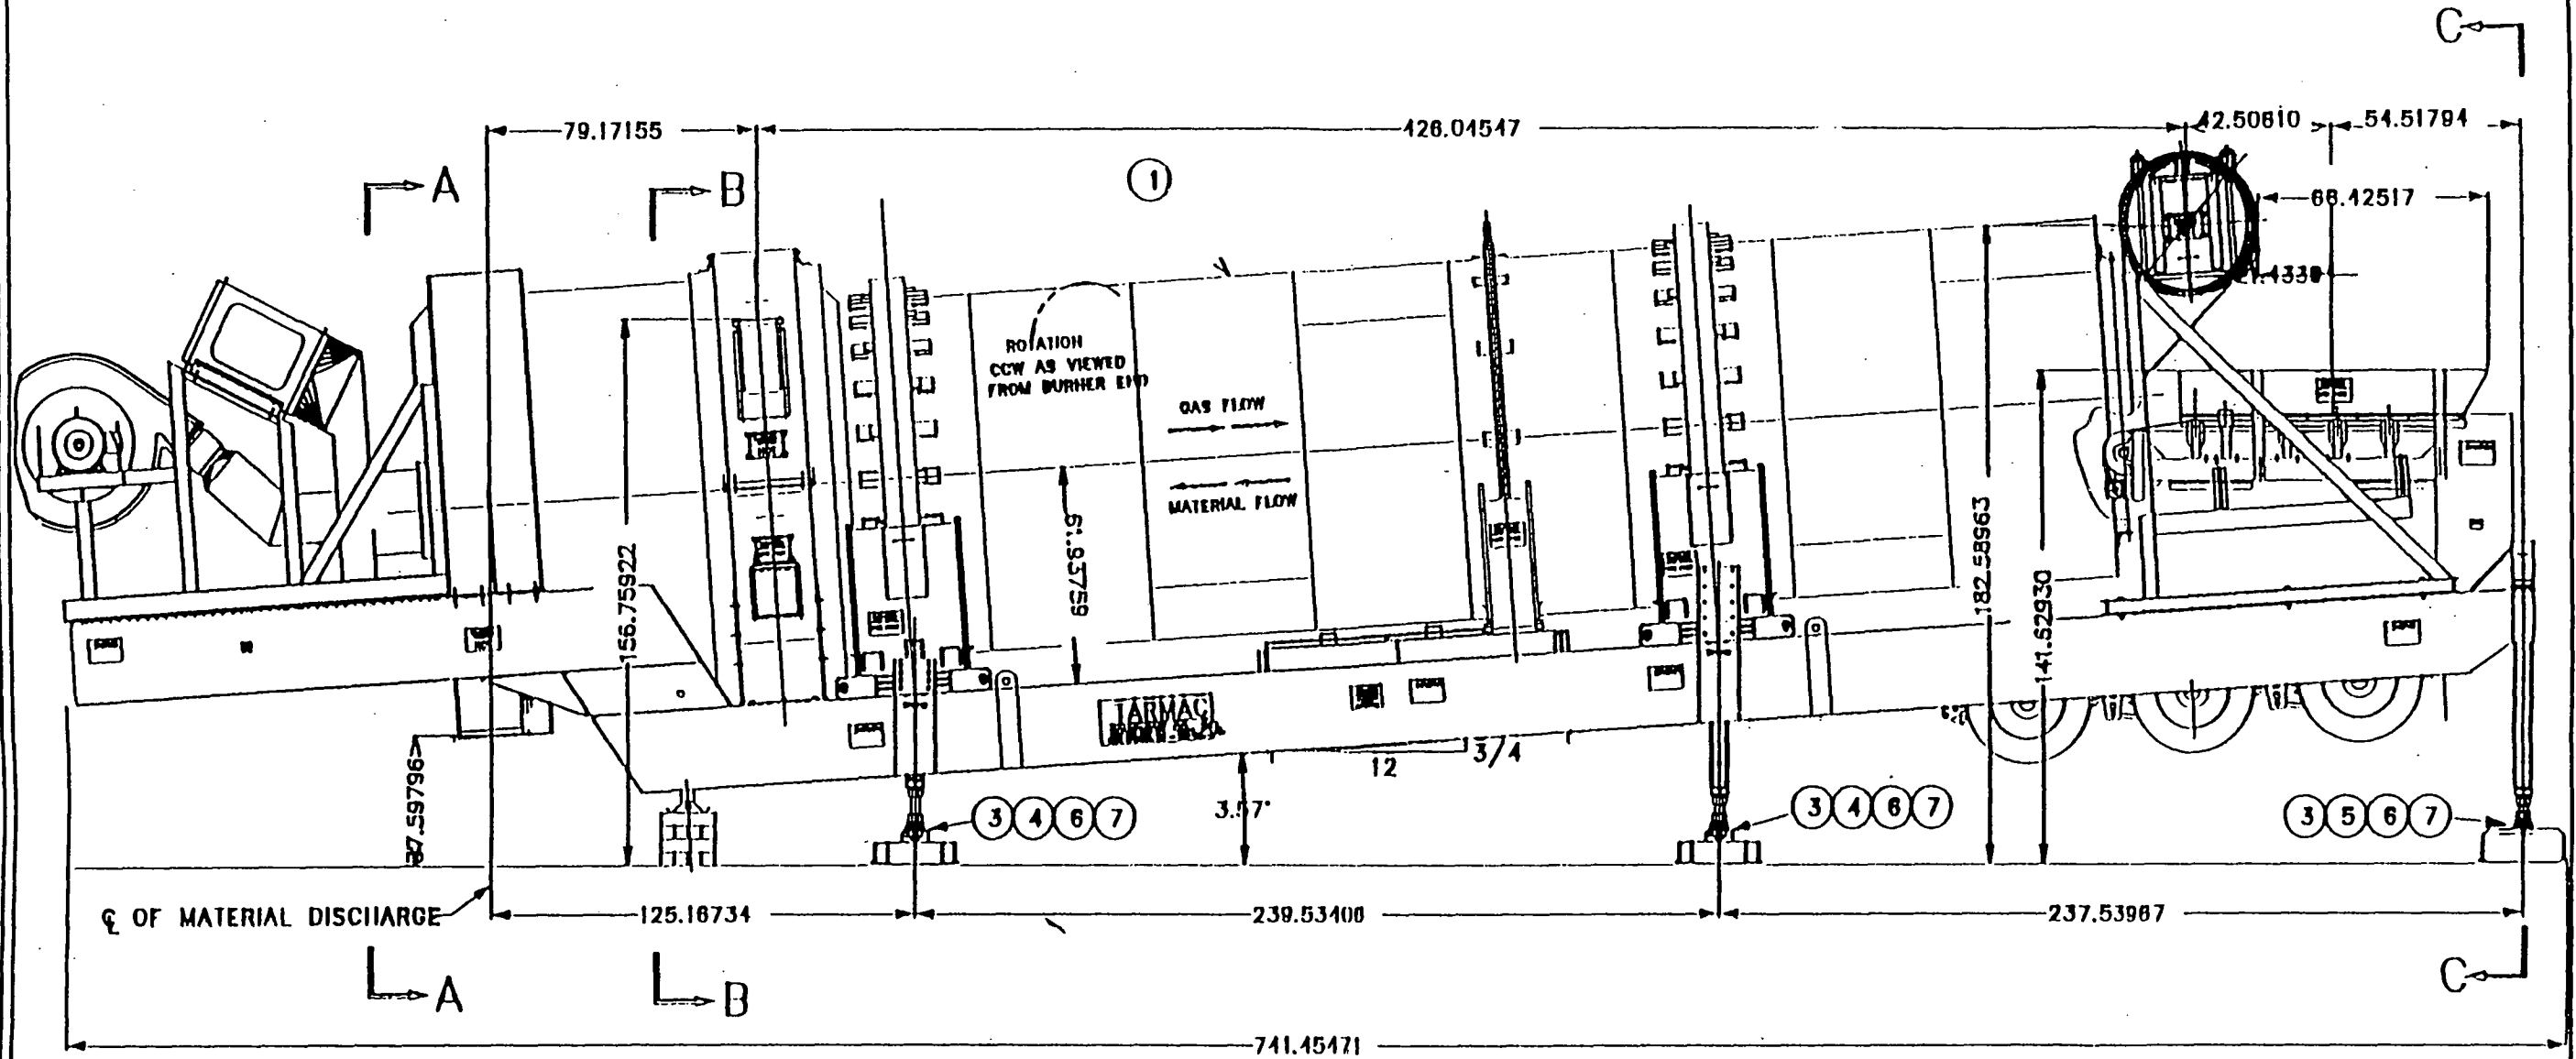 C
79.17155
426.04547
42.50610
54.51794
A
B
1
66.42517
ROTATION
CCW AS VIEWED
FROM BURNER END
GAS FLOW
MATERIAL FLOW
156.75922
61.93759
182.58963
141.62930
37.59796
TARMAC
12
3/4
3.57°
3 4 6 7
3 4 6 7
3 5 6 7
℄ OF MATERIAL DISCHARGE
125.16734
239.53406
237.53967
A
B
C
741.45471